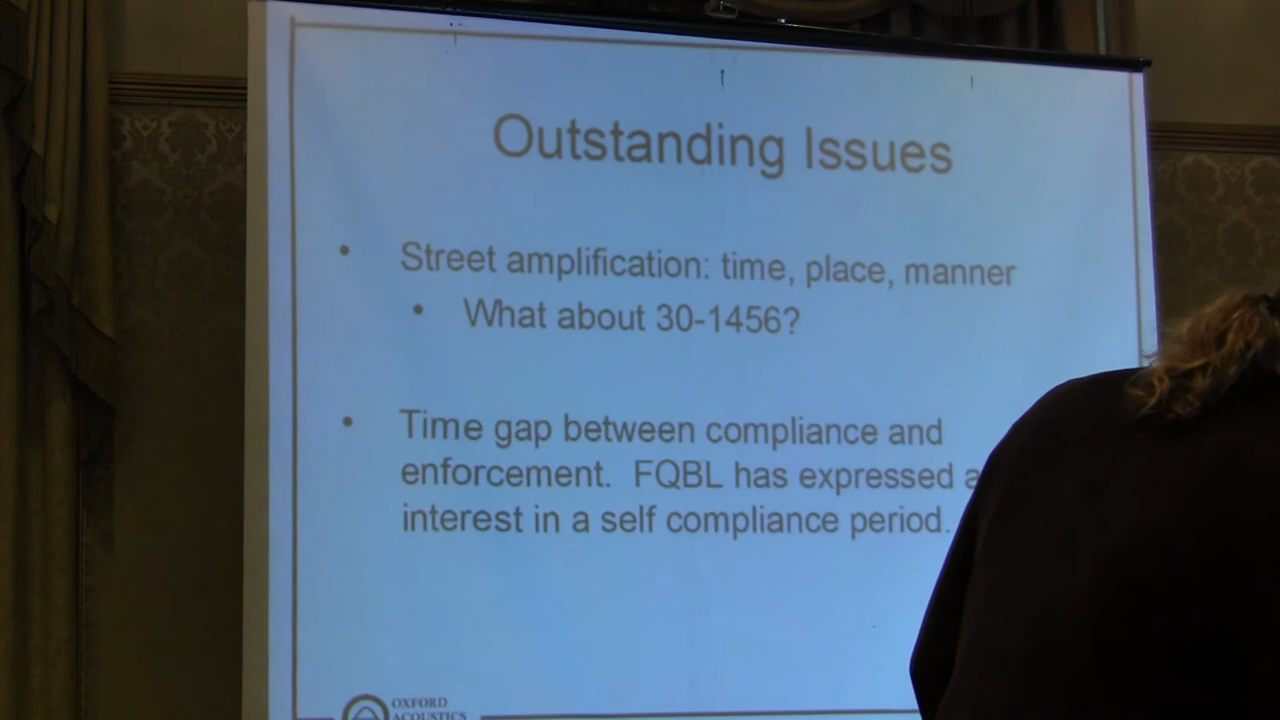 Outstanding Issues
• Street amplification: time, place, manner
• What about 30-1456?
• Time gap between compliance and
enforcement. FQBL has expressed
interest in a self compliance period.
OXFORD
ACOUSTICS